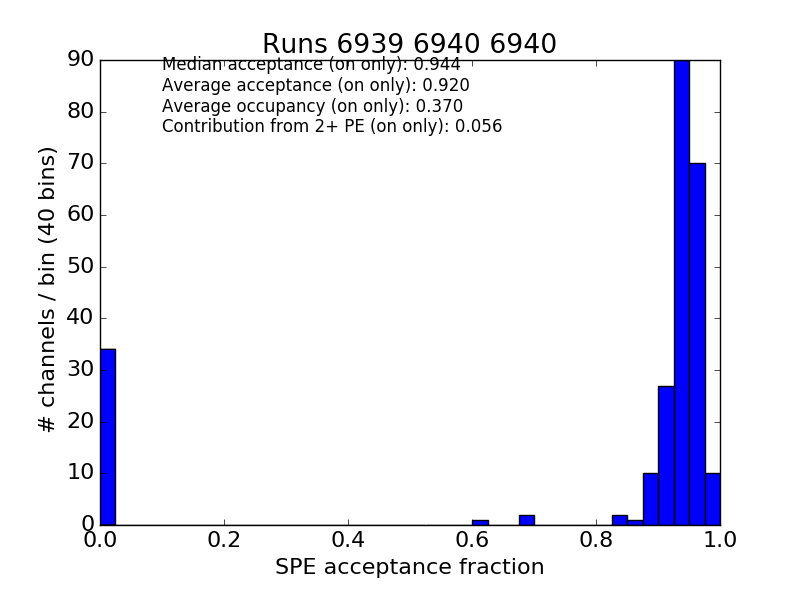 Runs 6939 6940 6940
Median acceptance (on only): 0.944
Average acceptance (on only): 0.920
Average occupancy (on only): 0.370
Contribution from 2+ PE (on only): 0.056
# channels / bin (40 bins)
90
80
70
60
50
40
30
20
10
0
0.0 0.2 0.4 0.6 0.8 1.0
SPE acceptance fraction